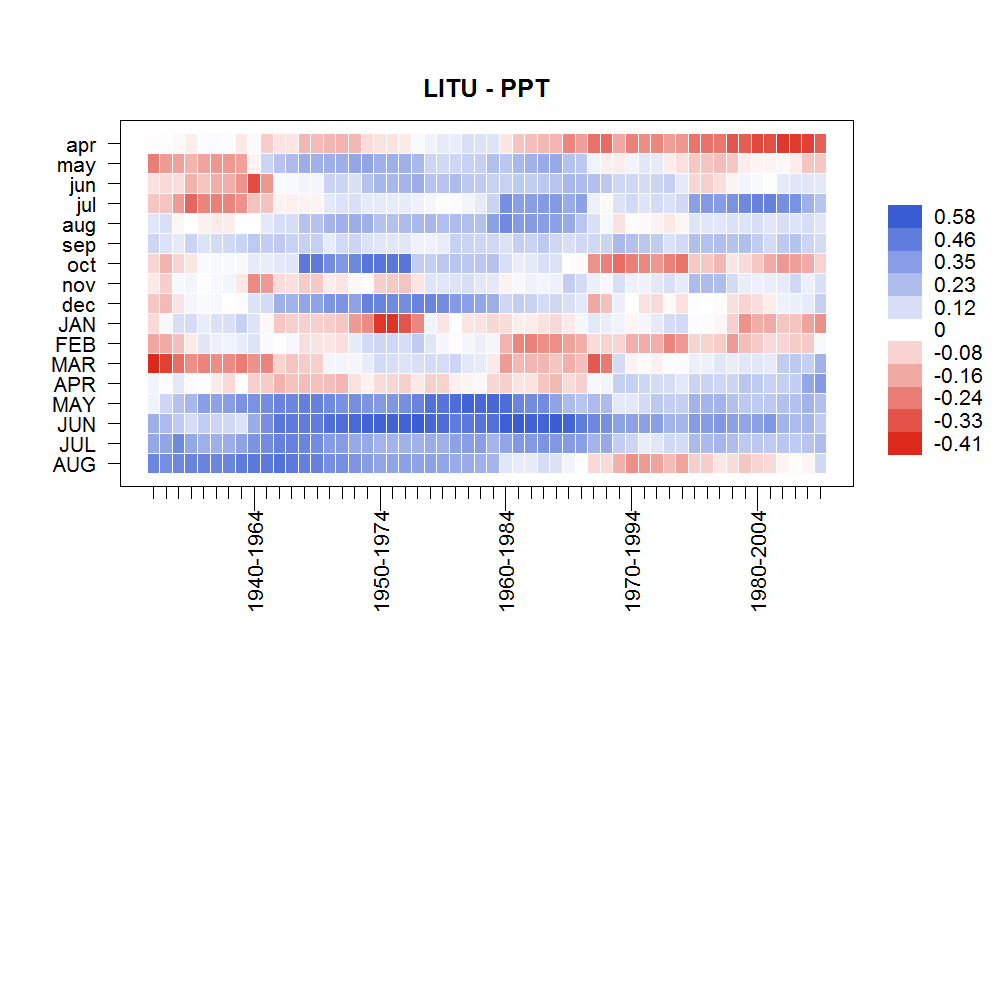 LITU - PPT
apr
may
jun
jul
aug
sep
oct
nov
dec
JAN
FEB
MAR
APR
MAY
JUN
JUL
AUG
0.58
0.46
0.35
0.23
0.12
0
-0.08
-0.16
-0.24
-0.33
-0.41
1940-1964
1950-1974
1960-1984
1970-1994
1980-2004